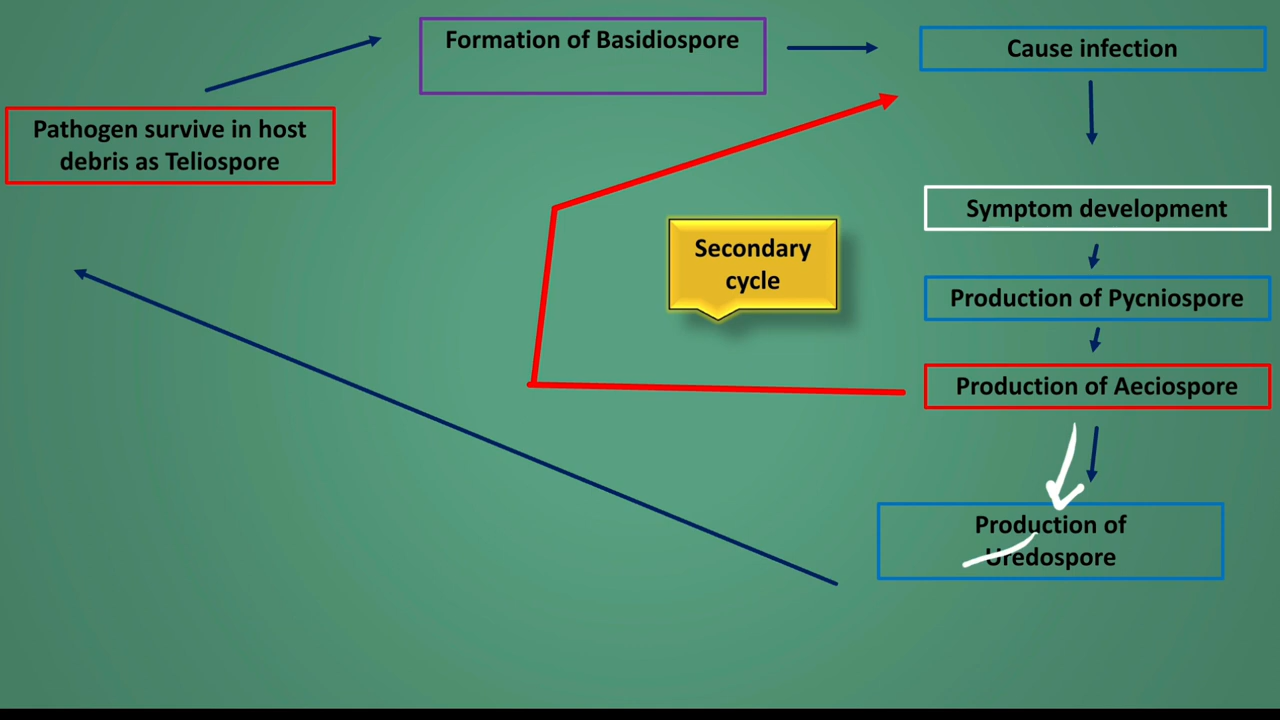 Formation of Basidiospore
Cause infection
Pathogen survive in host
debris as Teliospore
Symptom development
Secondary
cycle
Production of Pycniospore
Production of Aeciospore
Production of
Uredospore